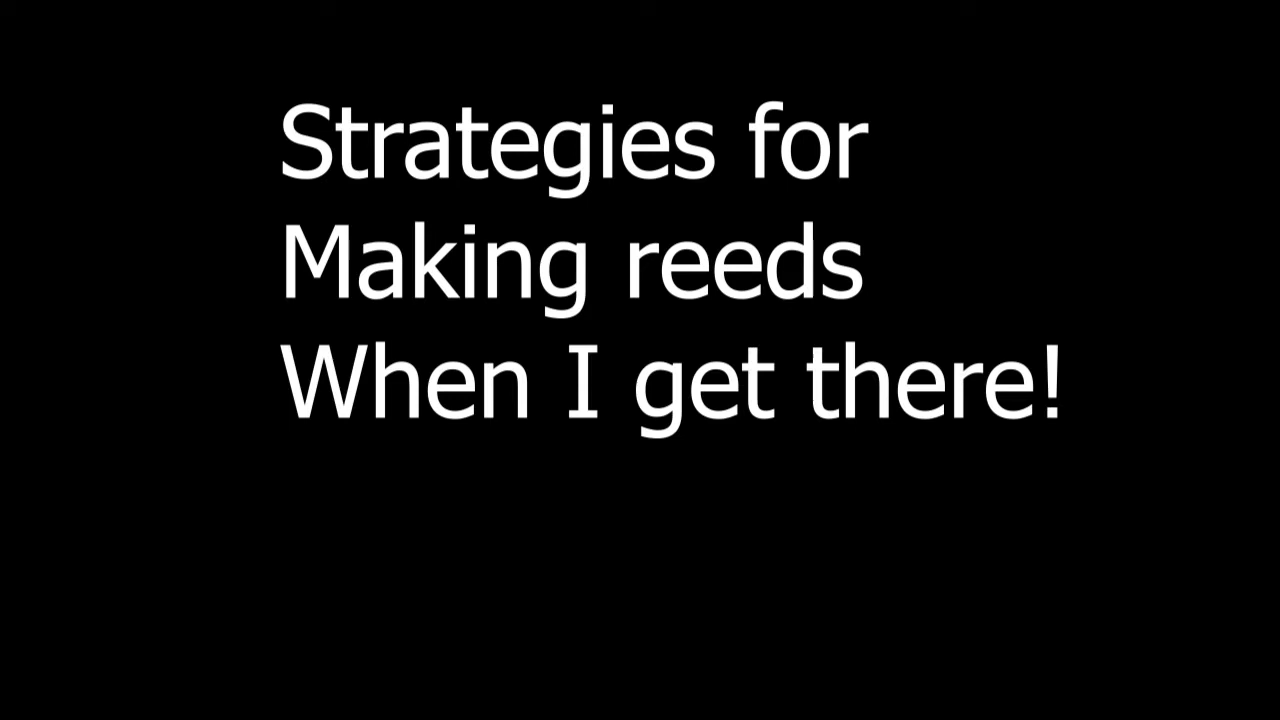 Strategies for
Making reeds
When I get there!